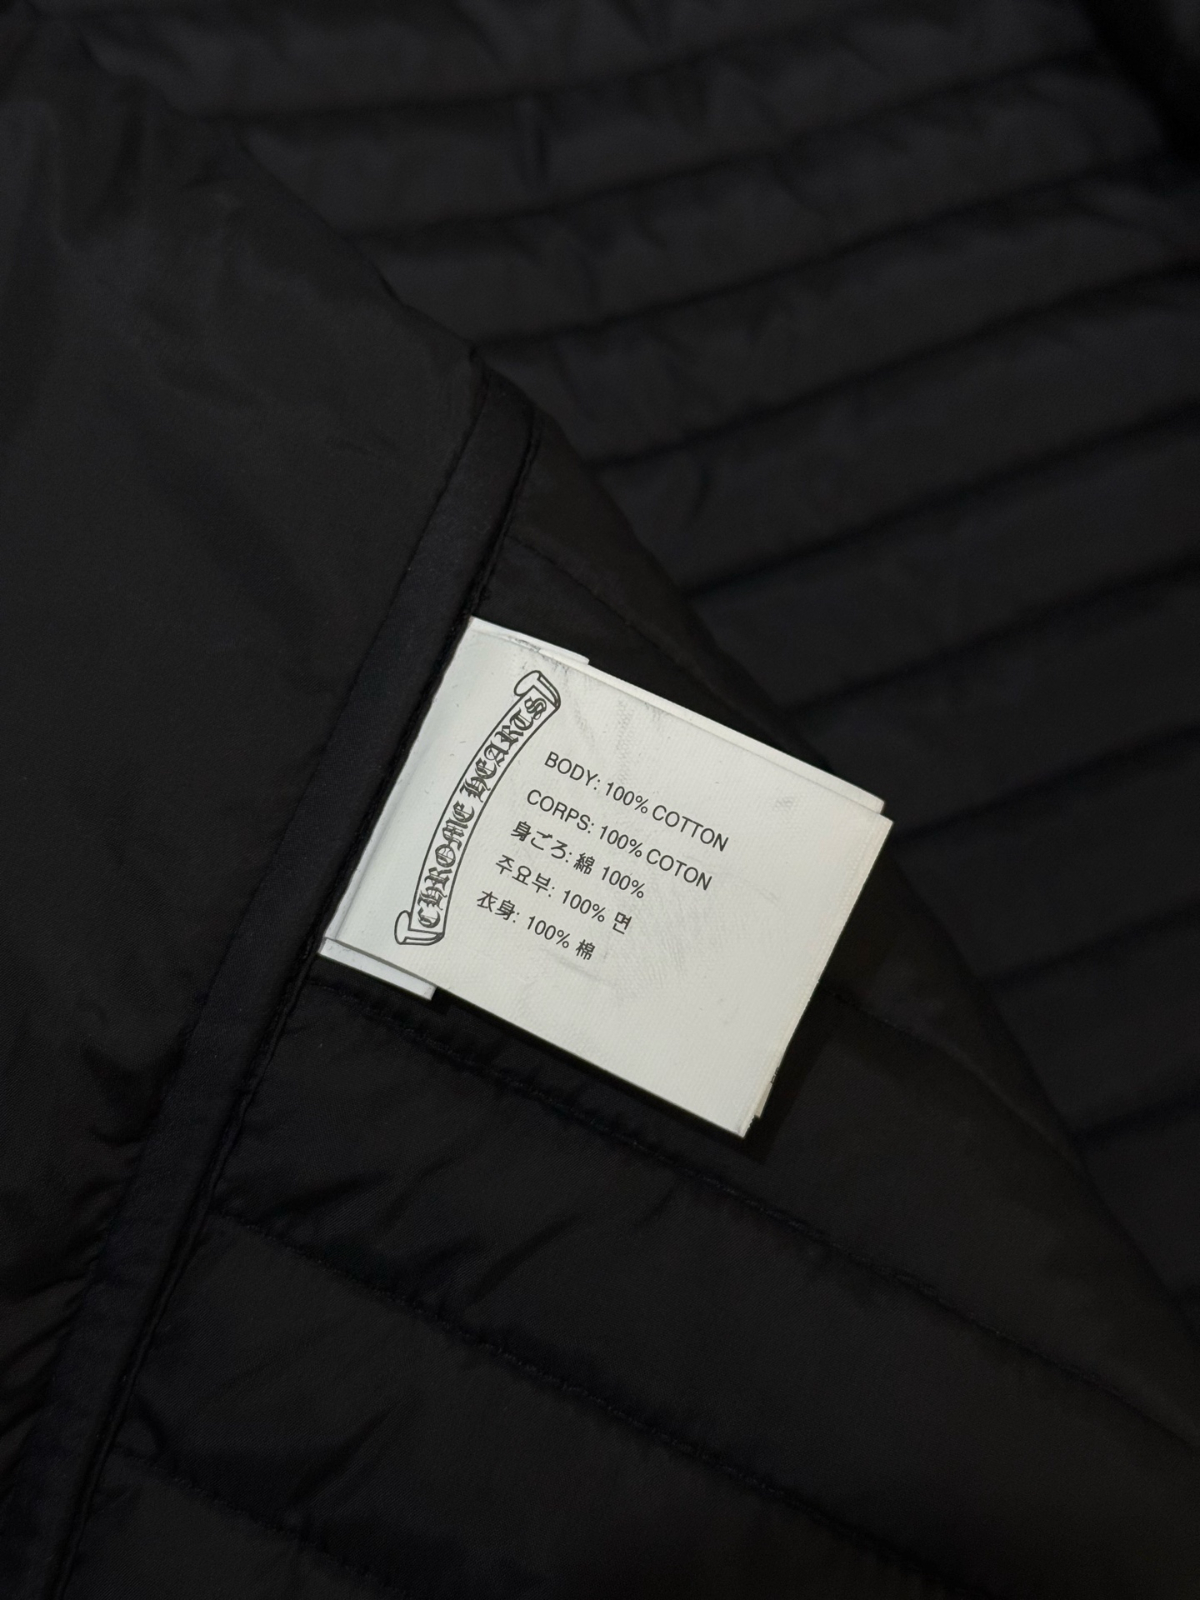 CHROME HEARTS
BODY: 100% COTTON
CORPS: 100% COTON
身ごろ: 綿 100%
주요부: 100% 면
衣身: 100% 棉